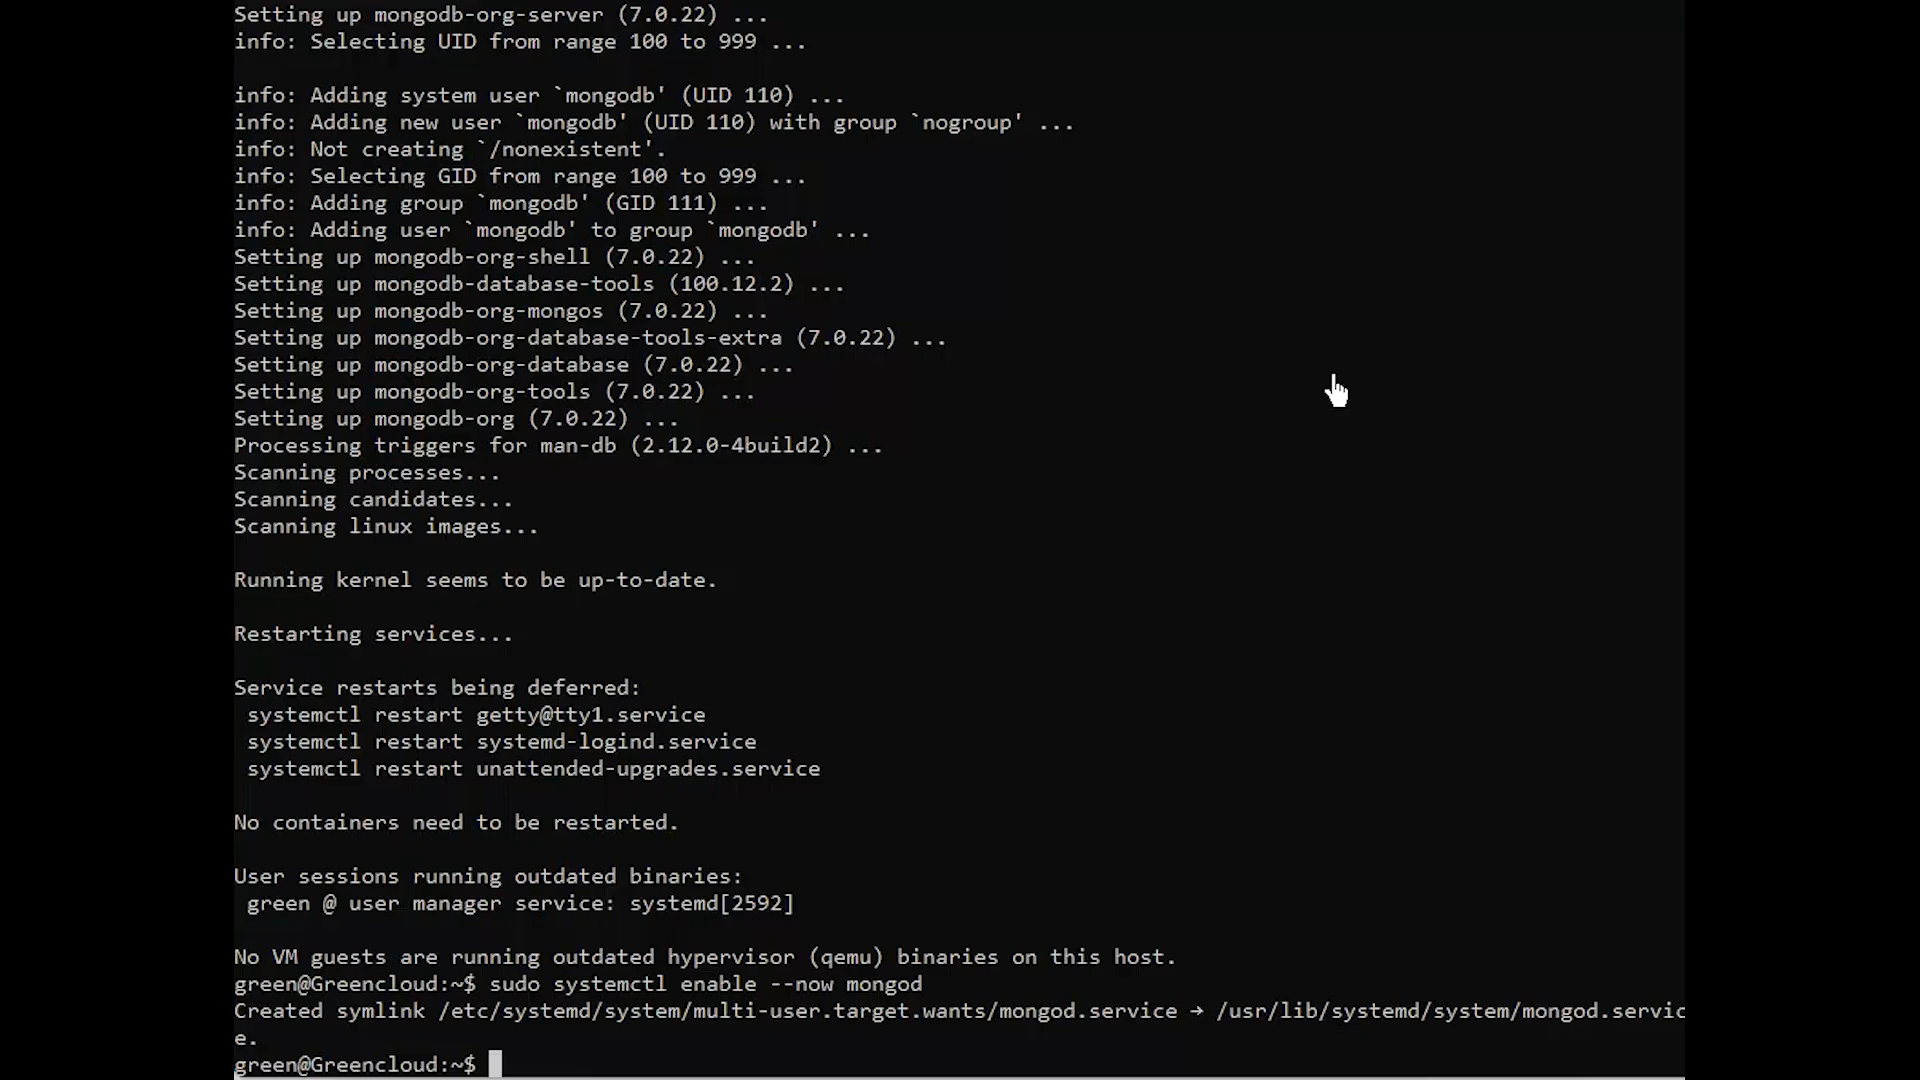 Setting up mongodb-org-server (7.0.22) ...
info: Selecting UID from range 100 to 999 ...
info: Adding system user `mongodb' (UID 110) ...
info: Adding new user `mongodb' (UID 110) with group `nogroup' ...
info: Not creating `/nonexistent'.
info: Selecting GID from range 100 to 999 ...
info: Adding group `mongodb' (GID 111) ...
info: Adding user `mongodb' to group `mongodb' ...
Setting up mongodb-org-shell (7.0.22) ...
Setting up mongodb-database-tools (100.12.2) ...
Setting up mongodb-org-mongos (7.0.22) ...
Setting up mongodb-org-database-tools-extra (7.0.22) ...
Setting up mongodb-org-database (7.0.22) ...
Setting up mongodb-org-tools (7.0.22) ...
Setting up mongodb-org (7.0.22) ...
Processing triggers for man-db (2.12.0-4build2) ...
Scanning processes...
Scanning candidates...
Scanning linux images...
Running kernel seems to be up-to-date.
Restarting services...
Service restarts being deferred:
 systemctl restart getty@tty1.service
 systemctl restart systemd-logind.service
 systemctl restart unattended-upgrades.service
No containers need to be restarted.
User sessions running outdated binaries:
 green @ user manager service: systemd[2592]
No VM guests are running outdated hypervisor (qemu) binaries on this host.
green@Greencloud:~$ sudo systemctl enable --now mongod
Created symlink /etc/systemd/system/multi-user.target.wants/mongod.service → /usr/lib/systemd/system/mongod.servic
e.
green@Greencloud:~$